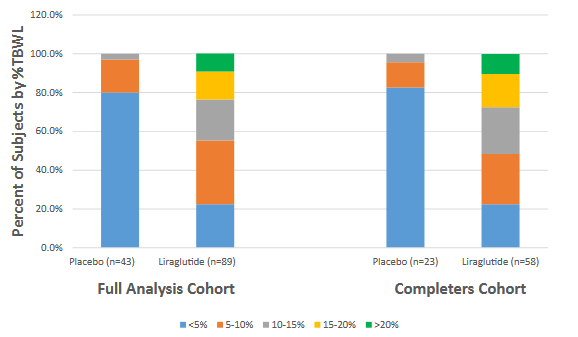 Percent of Subjects by %TBWL
120.0%
100.0%
80.0%
60.0%
40.0%
20.0%
0.0%
Placebo (n=43) Liraglutide (n=89) Placebo (n=23) Liraglutide (n=58)
Full Analysis Cohort Completers Cohort
<5% 5-10% 10-15% 15-20% >20%